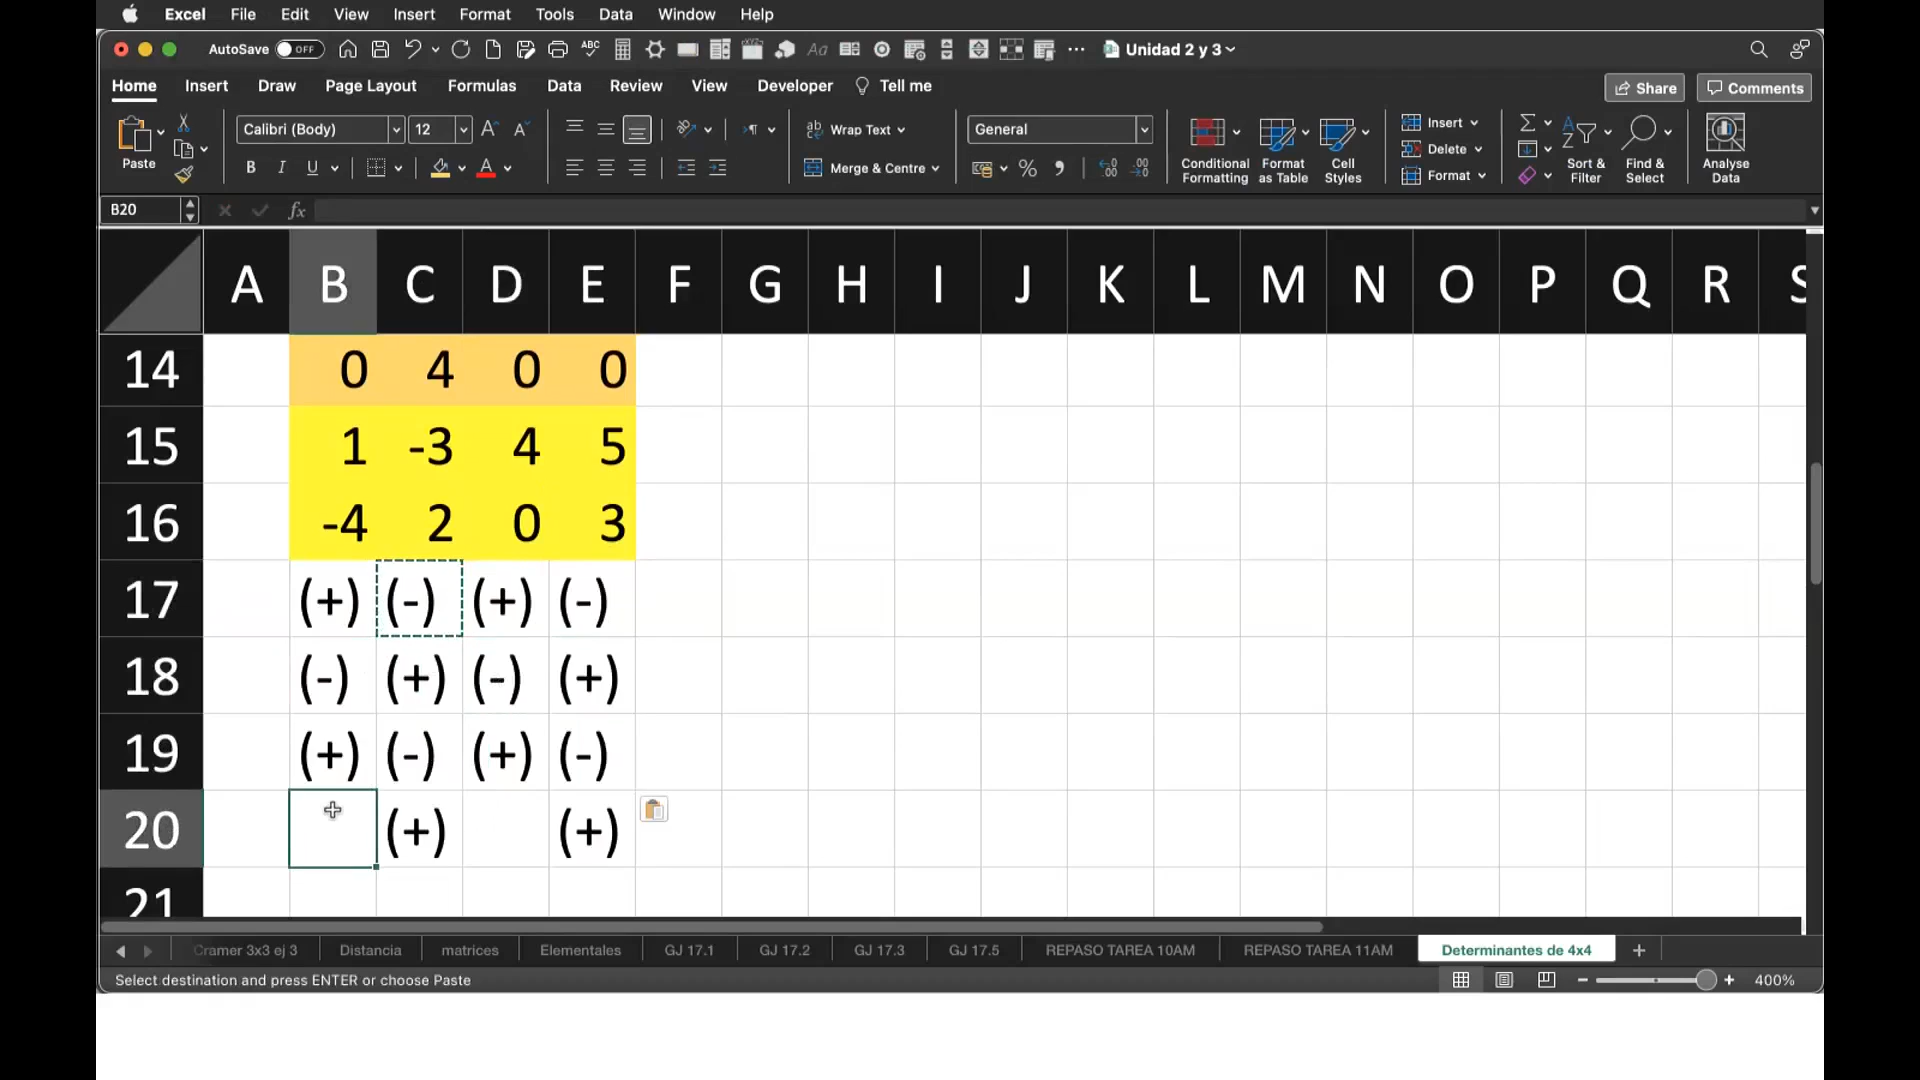 Excel File Edit View Insert Format Tools Data Window Help
AutoSave OFF Aa ABC Unidad 2 y 3
Home Insert Draw Page Layout Formulas Data Review View Developer Tell me Share Comments
Paste Calibri (Body) 12 A A B I U A Wrap Text Merge & Centre General % Conditional Formatting Format as Table Cell Styles Insert Delete Format Sort & Filter Find & Select Analyse Data
B20 fx
A B C D E F G H I J K L M N O P Q R S
14 0 4 0 0
15 1 -3 4 5
16 -4 2 0 3
17 (+) (-) (+) (-)
18 (-) (+) (-) (+)
19 (+) (-) (+) (-)
20 (+) (+)
21
Cramer 3x3 ej 3 Distancia matrices Elementales GJ 17.1 GJ 17.2 GJ 17.3 GJ 17.5 REPASO TAREA 10AM REPASO TAREA 11AM Determinantes de 4x4 +
Select destination and press ENTER or choose Paste 400%